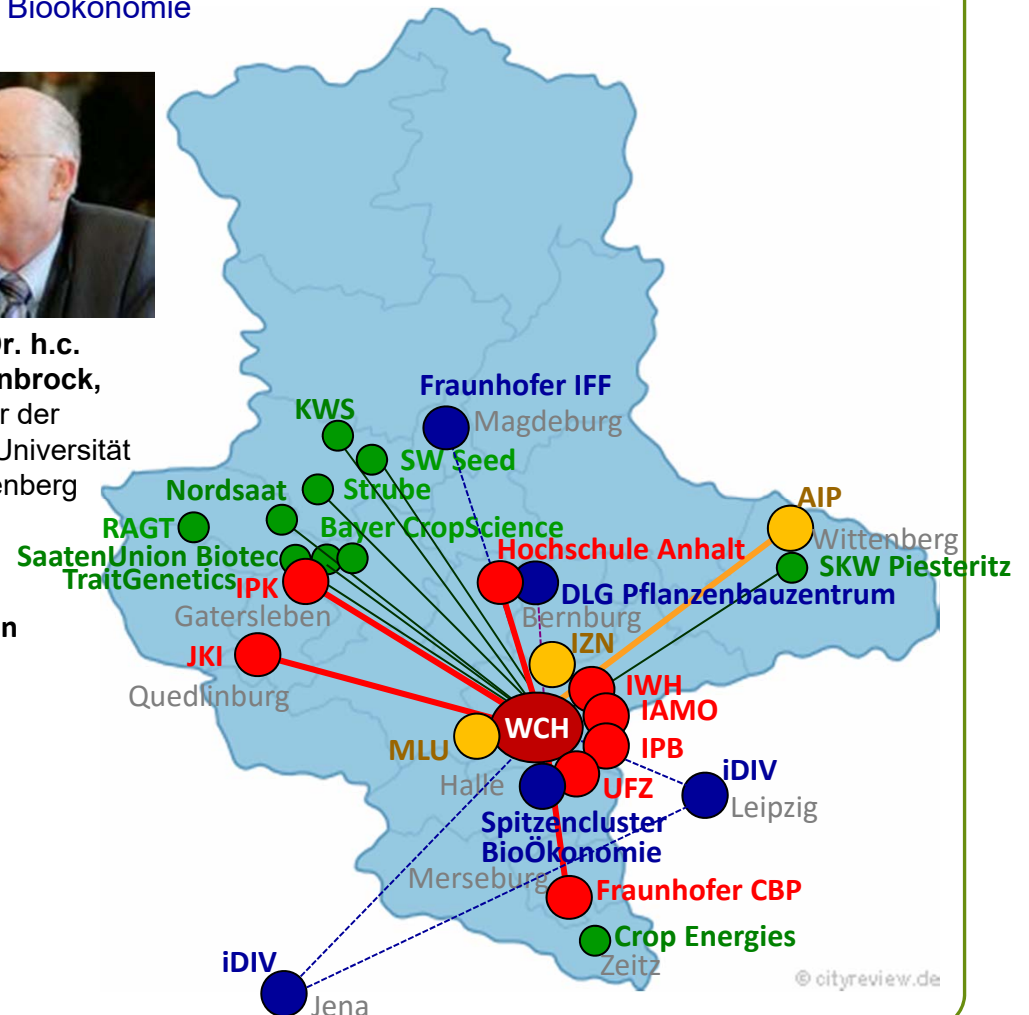 Bioökonomie
r. h.c.
nbrock,
r der
Universität
enberg
n
Fraunhofer IFF
Magdeburg
KWS
SW Seed
Strube
Nordsaat
RAGT
Bayer CropScience
SaatenUnion Biotec
TraitGenetics
IPK
Gatersleben
JKI
Quedlinburg
Hochschule Anhalt
DLG Pflanzenbauzentrum
Bernburg
AIP
Wittenberg
SKW Piesteritz
IZN
IWH
IAMO
WCH
IPB
MLU
Halle
UFZ
iDIV
Leipzig
Spitzencluster
BioÖkonomie
Merseburg
Fraunhofer CBP
Crop Energies
Zeitz
iDIV
Jena
© cityreview.de